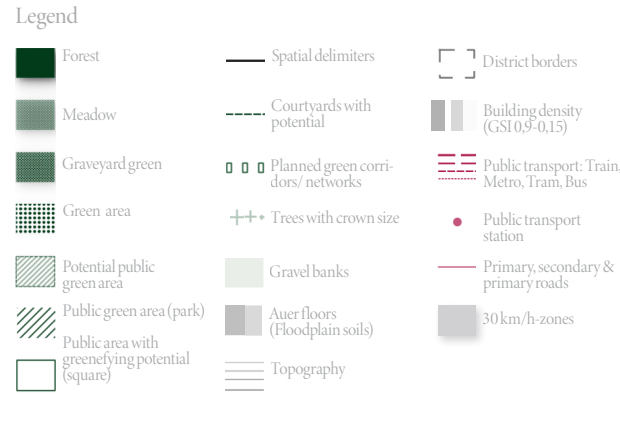 Legend
Forest
Meadow
Graveyard green
Green area
Potential public
green area
Public green area (park)
Public area with
greenefying potential
(square)
Spatial delimiters
Courtyards with
potential
Planned green corri-
dors/ networks
Trees with crown size
Gravel banks
Auer floors
(Floodplain soils)
Topography
District borders
Building density
(GSI 0,9-0,15)
Public transport: Train,
Metro, Tram, Bus
Public transport
station
Primary, secondary &
primary roads
30 km/h-zones